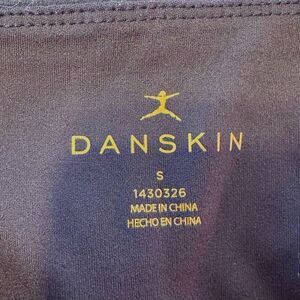 DANSKIN
S
1430326
MADE IN CHINA
HECHO EN CHINA